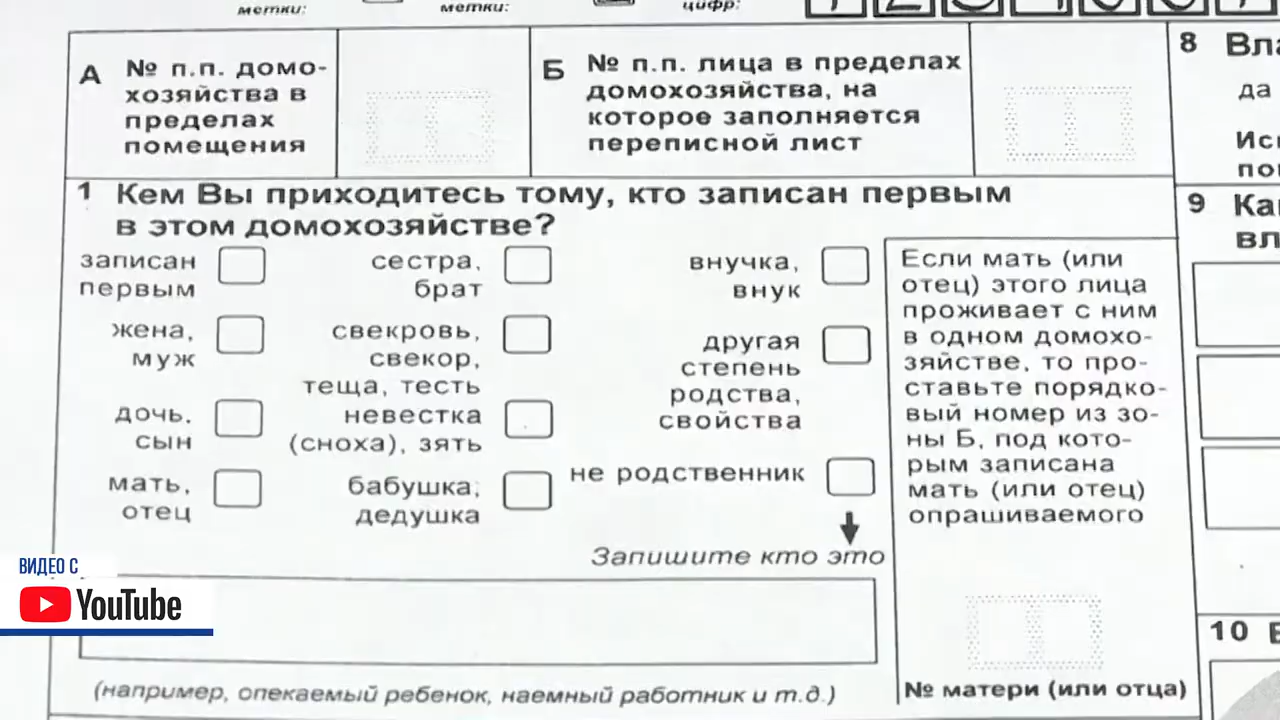 метки:
метки:
цифр:
А
№ п.п. домо-
хозяйства в
пределах
помещения
Б
№ п.п. лица в пределах
домохозяйства, на
которое заполняется
переписной лист
1 Кем Вы приходитесь тому, кто записан первым
в этом домохозяйстве?
записан
первым
жена,
муж
дочь,
сын
мать,
отец
сестра,
брат
свекровь,
свекор,
теща, тесть
невестка
(сноха), зять
бабушка,
дедушка
внучка,
внук
другая
степень
родства,
свойства
не родственник
Запишите кто это
(например, опекаемый ребенок, наемный работник и т.д.)
Если мать (или
отец) этого лица
проживает с ним
в одном домохо-
зяйстве, то про-
ставьте порядко-
вый номер из зо-
ны Б, под кото-
рым записана
мать (или отец)
опрашиваемого
№ матери (или отца)
8
да
9
10
ВИДЕО С
YouTube